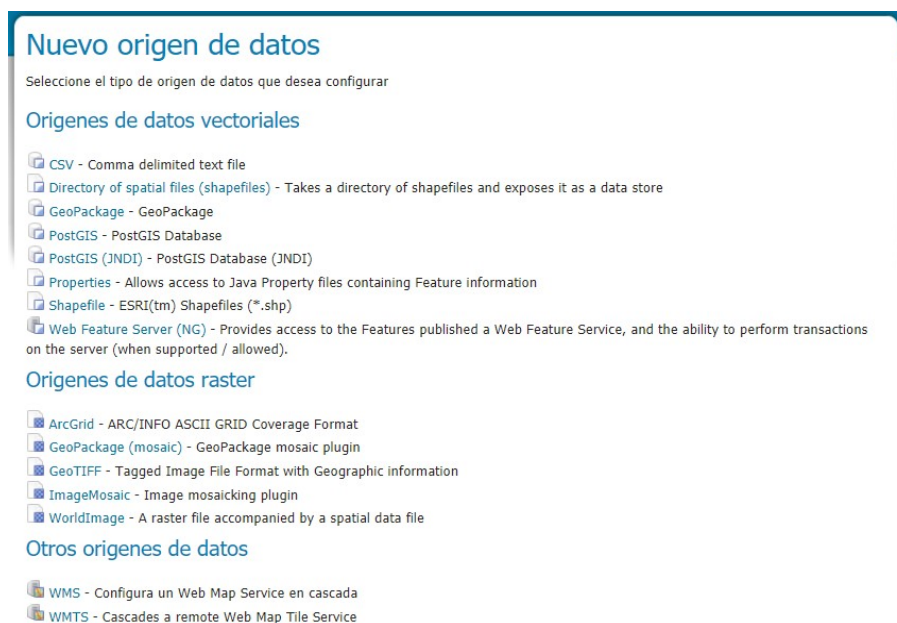 Nuevo origen de datos
Seleccione el tipo de origen de datos que desea configurar
Origenes de datos vectoriales
CSV - Comma delimited text file
Directory of spatial files (shapefiles) - Takes a directory of shapefiles and exposes it as a data store
GeoPackage - GeoPackage
PostGIS - PostGIS Database
PostGIS (JNDI) - PostGIS Database (JNDI)
Properties - Allows access to Java Property files containing Feature information
Shapefile - ESRI(tm) Shapefiles (*.shp)
Web Feature Server (NG) - Provides access to the Features published a Web Feature Service, and the ability to perform transactions
on the server (when supported / allowed).
Origenes de datos raster
ArcGrid - ARC/INFO ASCII GRID Coverage Format
GeoPackage (mosaic) - GeoPackage mosaic plugin
GeoTIFF - Tagged Image File Format with Geographic information
ImageMosaic - Image mosaicking plugin
WorldImage - A raster file accompanied by a spatial data file
Otros origenes de datos
WMS - Configura un Web Map Service en cascada
WMTS - Cascades a remote Web Map Tile Service